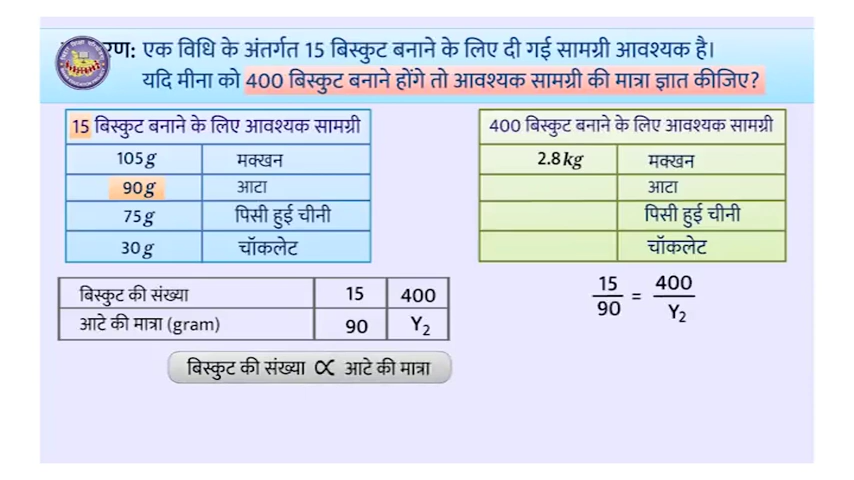 रण: एक विधि के अंतर्गत 15 बिस्कुट बनाने के लिए दी गई सामग्री आवश्यक है।
यदि मीना को 400 बिस्कुट बनाने होंगे तो आवश्यक सामग्री की मात्रा ज्ञात कीजिए?
15 बिस्कुट बनाने के लिए आवश्यक सामग्री
105g मक्खन
90g आटा
75g पिसी हुई चीनी
30g चॉकलेट
400 बिस्कुट बनाने के लिए आवश्यक सामग्री
2.8kg मक्खन
आटा
पिसी हुई चीनी
चॉकलेट
बिस्कुट की संख्या 15 400
आटे की मात्रा (gram) 90 Y₂
15/90 = 400/Y₂
बिस्कुट की संख्या ∝ आटे की मात्रा